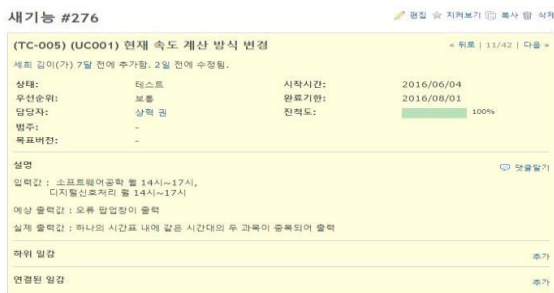 새기능 #276
편집 지켜보기 복사 삭제
(TC-005) (UC001) 현재 속도 계산 방식 변경
« 뒤로 | 11/42 | 다음 »
세희 김이(가) 7달 전에 추가함. 2일 전에 수정됨.
상태: 테스트 시작시간: 2016/06/04
우선순위: 보통 완료기한: 2016/08/01
담당자: 상혁 권 진척도: 100%
범주: -
목표버전: -
설명 댓글달기
입력값 : 소프트웨어공학 월 14시~17시,
디지털신호처리 월 14시~17시
예상 출력값 : 오류 팝업창이 출력
실제 출력값 : 하나의 시간표 내에 같은 시간대의 두 과목이 중복되어 출력
하위 일감 추가
연결된 일감 추가